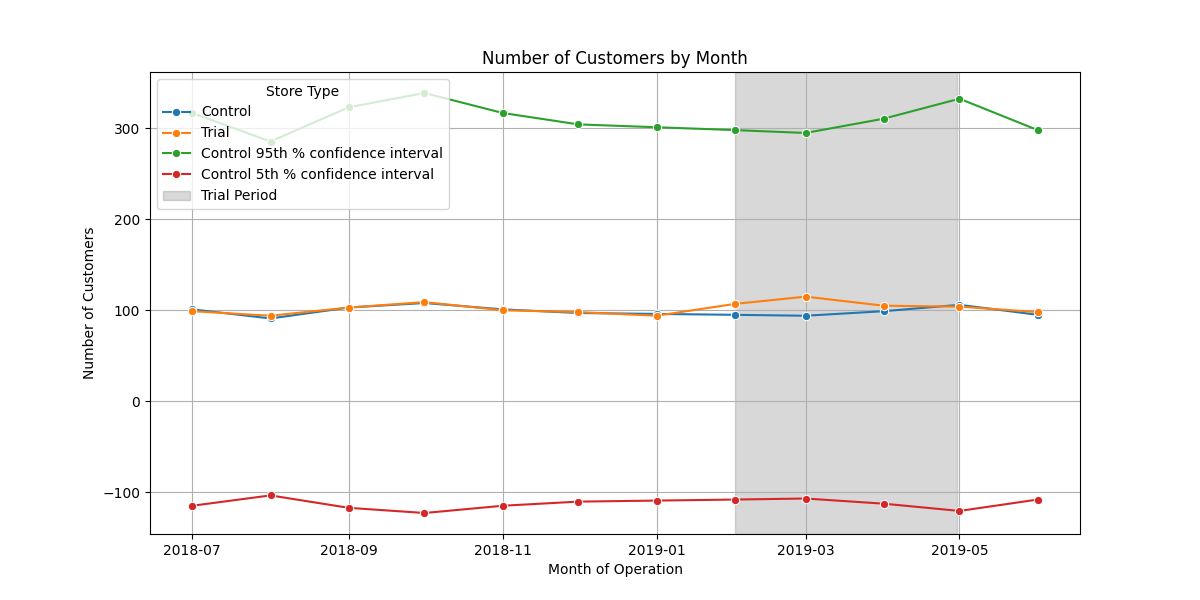 Number of Customers by Month
Store Type
Control
Trial
Control 95th % confidence interval
Control 5th % confidence interval
Trial Period
300
200
100
0
−100
Number of Customers
2018-07
2018-09
2018-11
2019-01
2019-03
2019-05
Month of Operation